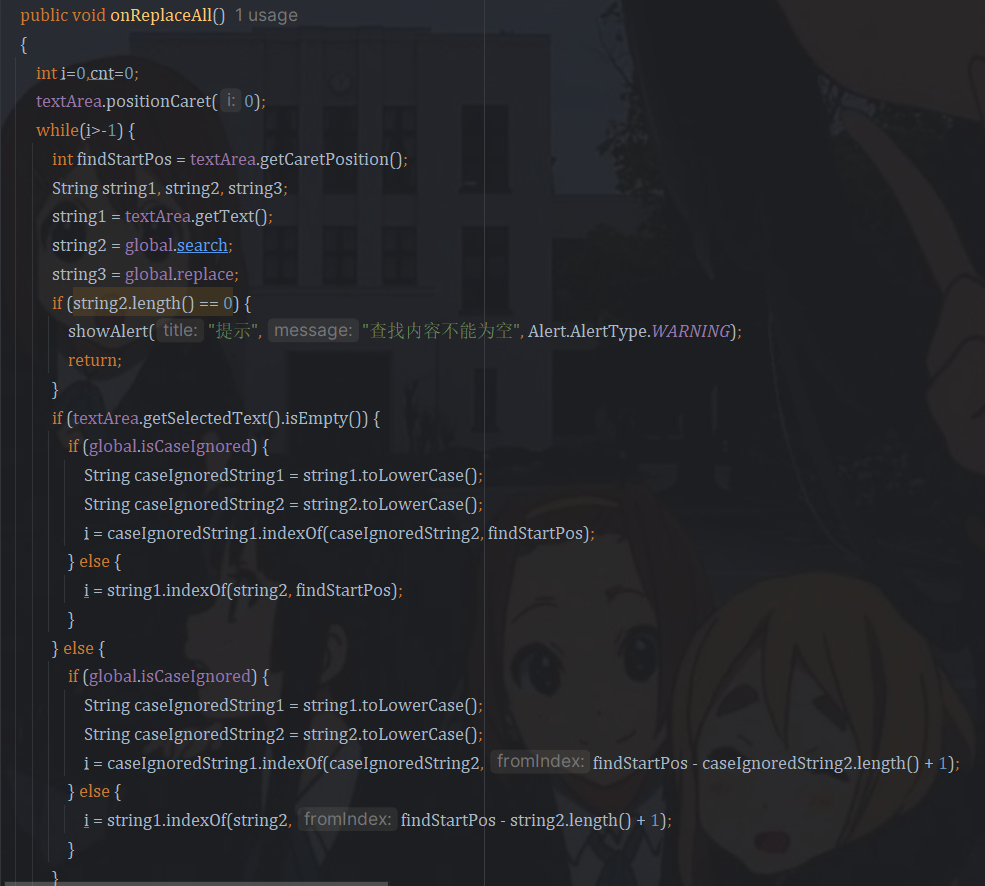 public void onReplaceAll() 1 usage
{
int i=0,cnt=0;
textArea.positionCaret( i: 0);
while(i>-1) {
int findStartPos = textArea.getCaretPosition();
String string1, string2, string3;
string1 = textArea.getText();
string2 = global.search;
string3 = global.replace;
if (string2.length() == 0) {
showAlert( title: "提示", message: "查找内容不能为空", Alert.AlertType.WARNING);
return;
}
if (textArea.getSelectedText().isEmpty()) {
if (global.isCaseIgnored) {
String caseIgnoredString1 = string1.toLowerCase();
String caseIgnoredString2 = string2.toLowerCase();
i = caseIgnoredString1.indexOf(caseIgnoredString2, findStartPos);
} else {
i = string1.indexOf(string2, findStartPos);
}
} else {
if (global.isCaseIgnored) {
String caseIgnoredString1 = string1.toLowerCase();
String caseIgnoredString2 = string2.toLowerCase();
i = caseIgnoredString1.indexOf(caseIgnoredString2, fromIndex: findStartPos - caseIgnoredString2.length() + 1);
} else {
i = string1.indexOf(string2, fromIndex: findStartPos - string2.length() + 1);
}
}